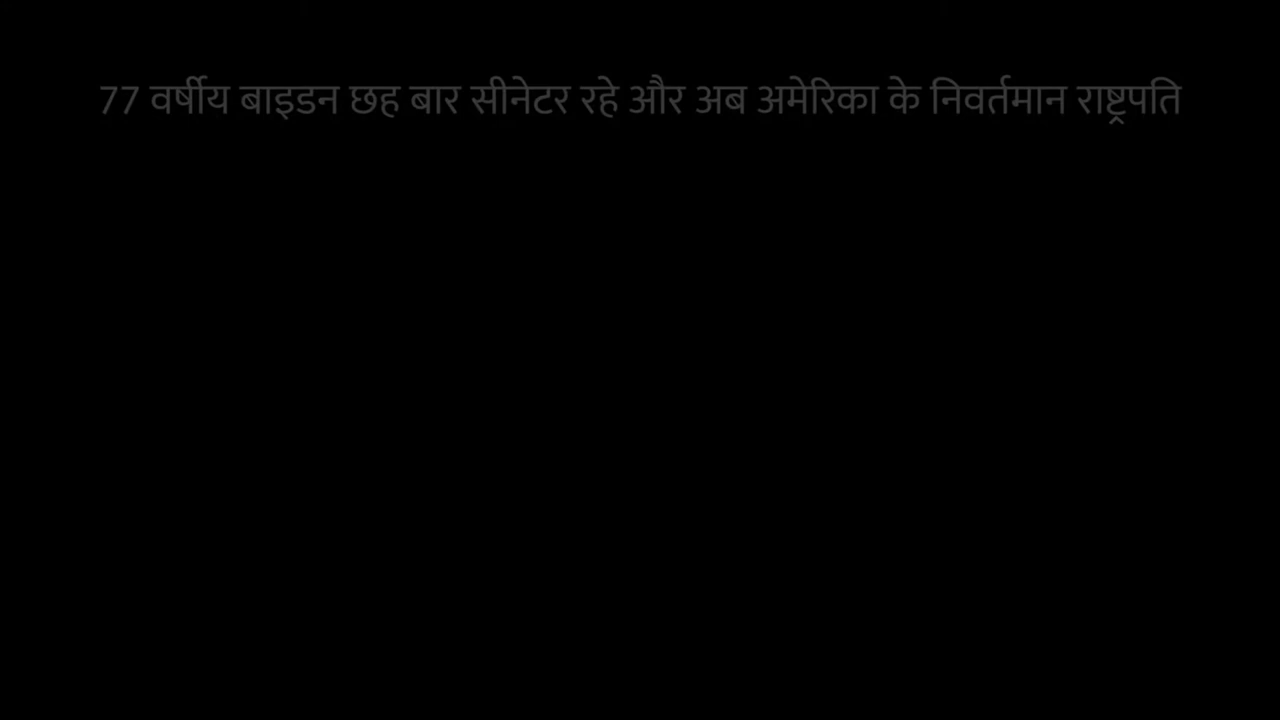 77 वर्षीय बाइडन छह बार सीनेटर रहे और अब अमेरिका के निवर्तमान राष्ट्रपति